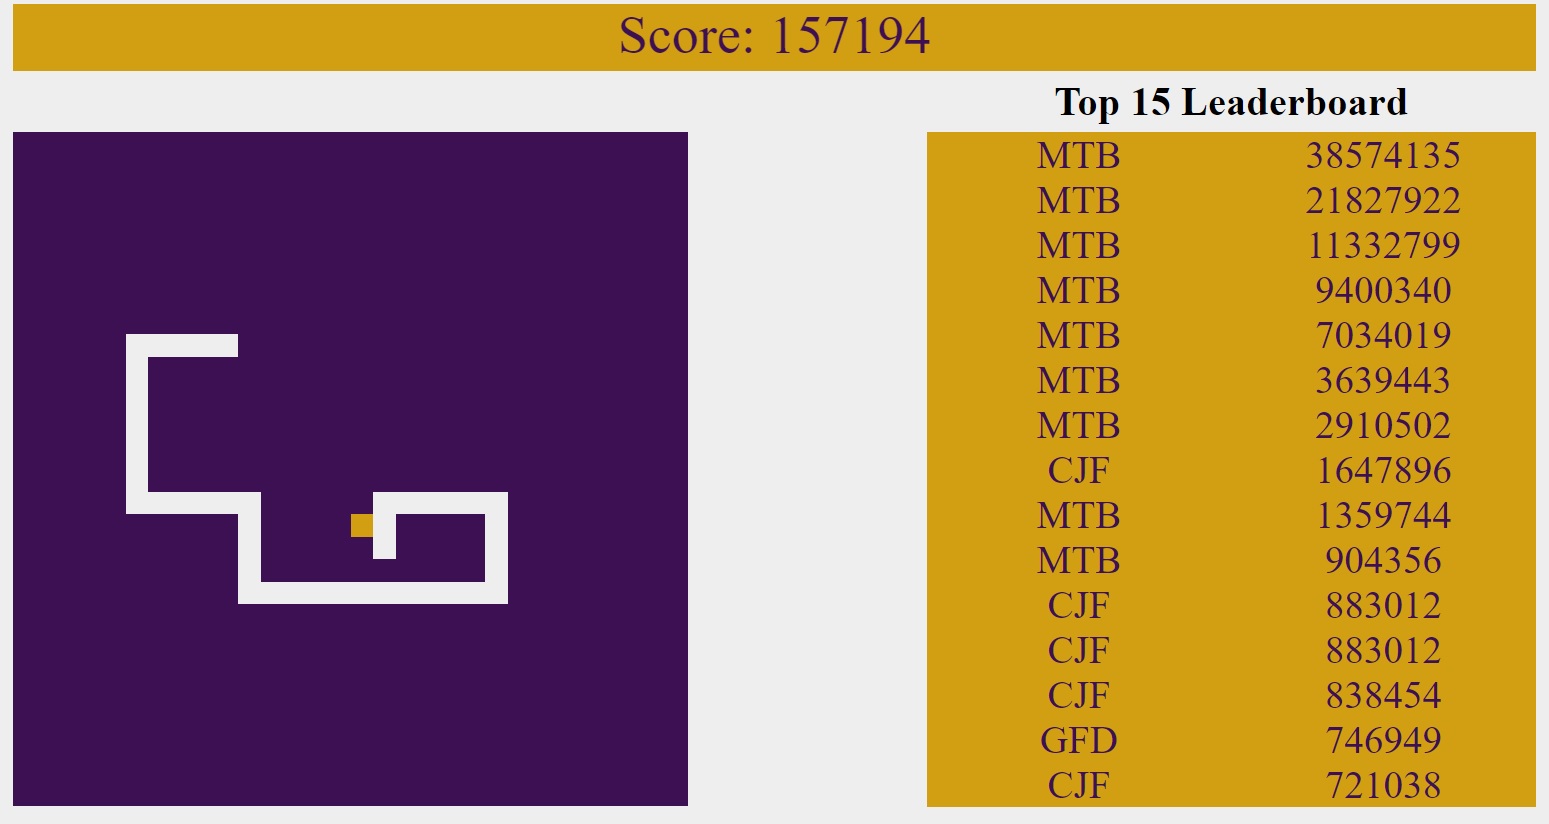 Score: 157194
Top 15 Leaderboard
MTB 38574135
MTB 21827922
MTB 11332799
MTB 9400340
MTB 7034019
MTB 3639443
MTB 2910502
CJF 1647896
MTB 1359744
MTB 904356
CJF 883012
CJF 883012
CJF 838454
GFD 746949
CJF 721038